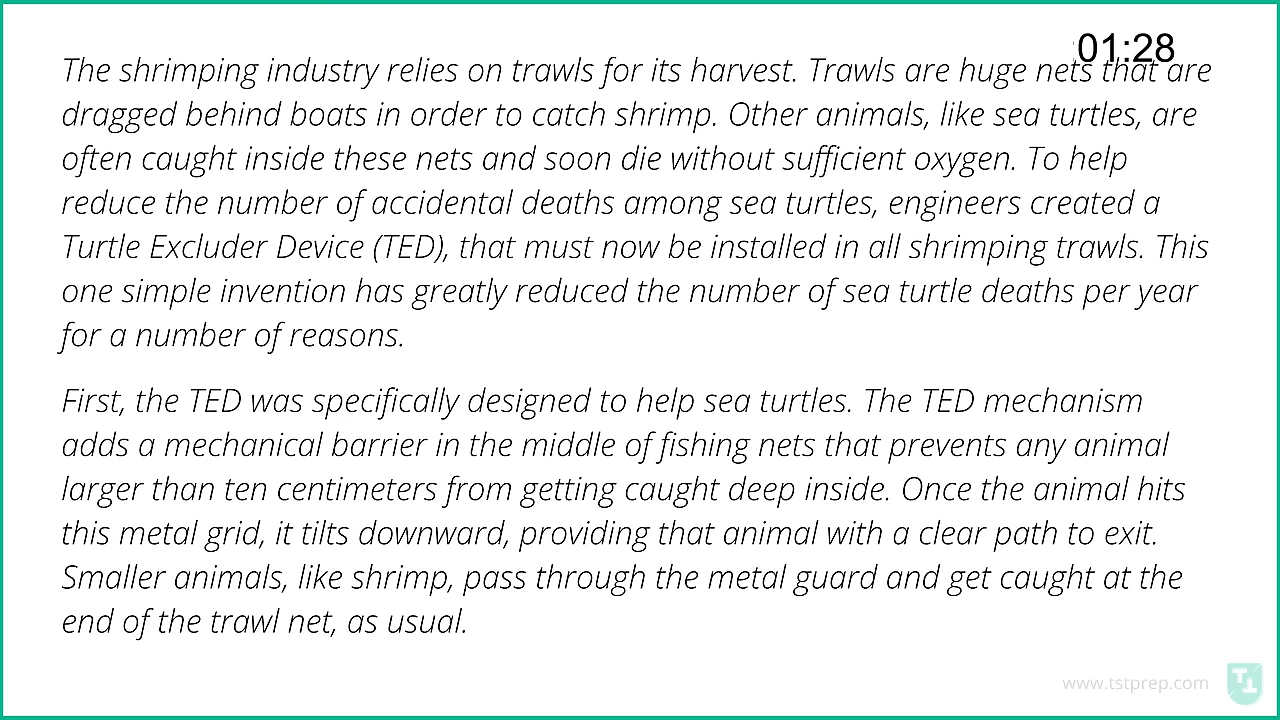 01:28
The shrimping industry relies on trawls for its harvest. Trawls are huge nets that are
dragged behind boats in order to catch shrimp. Other animals, like sea turtles, are
often caught inside these nets and soon die without sufficient oxygen. To help
reduce the number of accidental deaths among sea turtles, engineers created a
Turtle Excluder Device (TED), that must now be installed in all shrimping trawls. This
one simple invention has greatly reduced the number of sea turtle deaths per year
for a number of reasons.
First, the TED was specifically designed to help sea turtles. The TED mechanism
adds a mechanical barrier in the middle of fishing nets that prevents any animal
larger than ten centimeters from getting caught deep inside. Once the animal hits
this metal grid, it tilts downward, providing that animal with a clear path to exit.
Smaller animals, like shrimp, pass through the metal guard and get caught at the
end of the trawl net, as usual.
www.tstprep.com